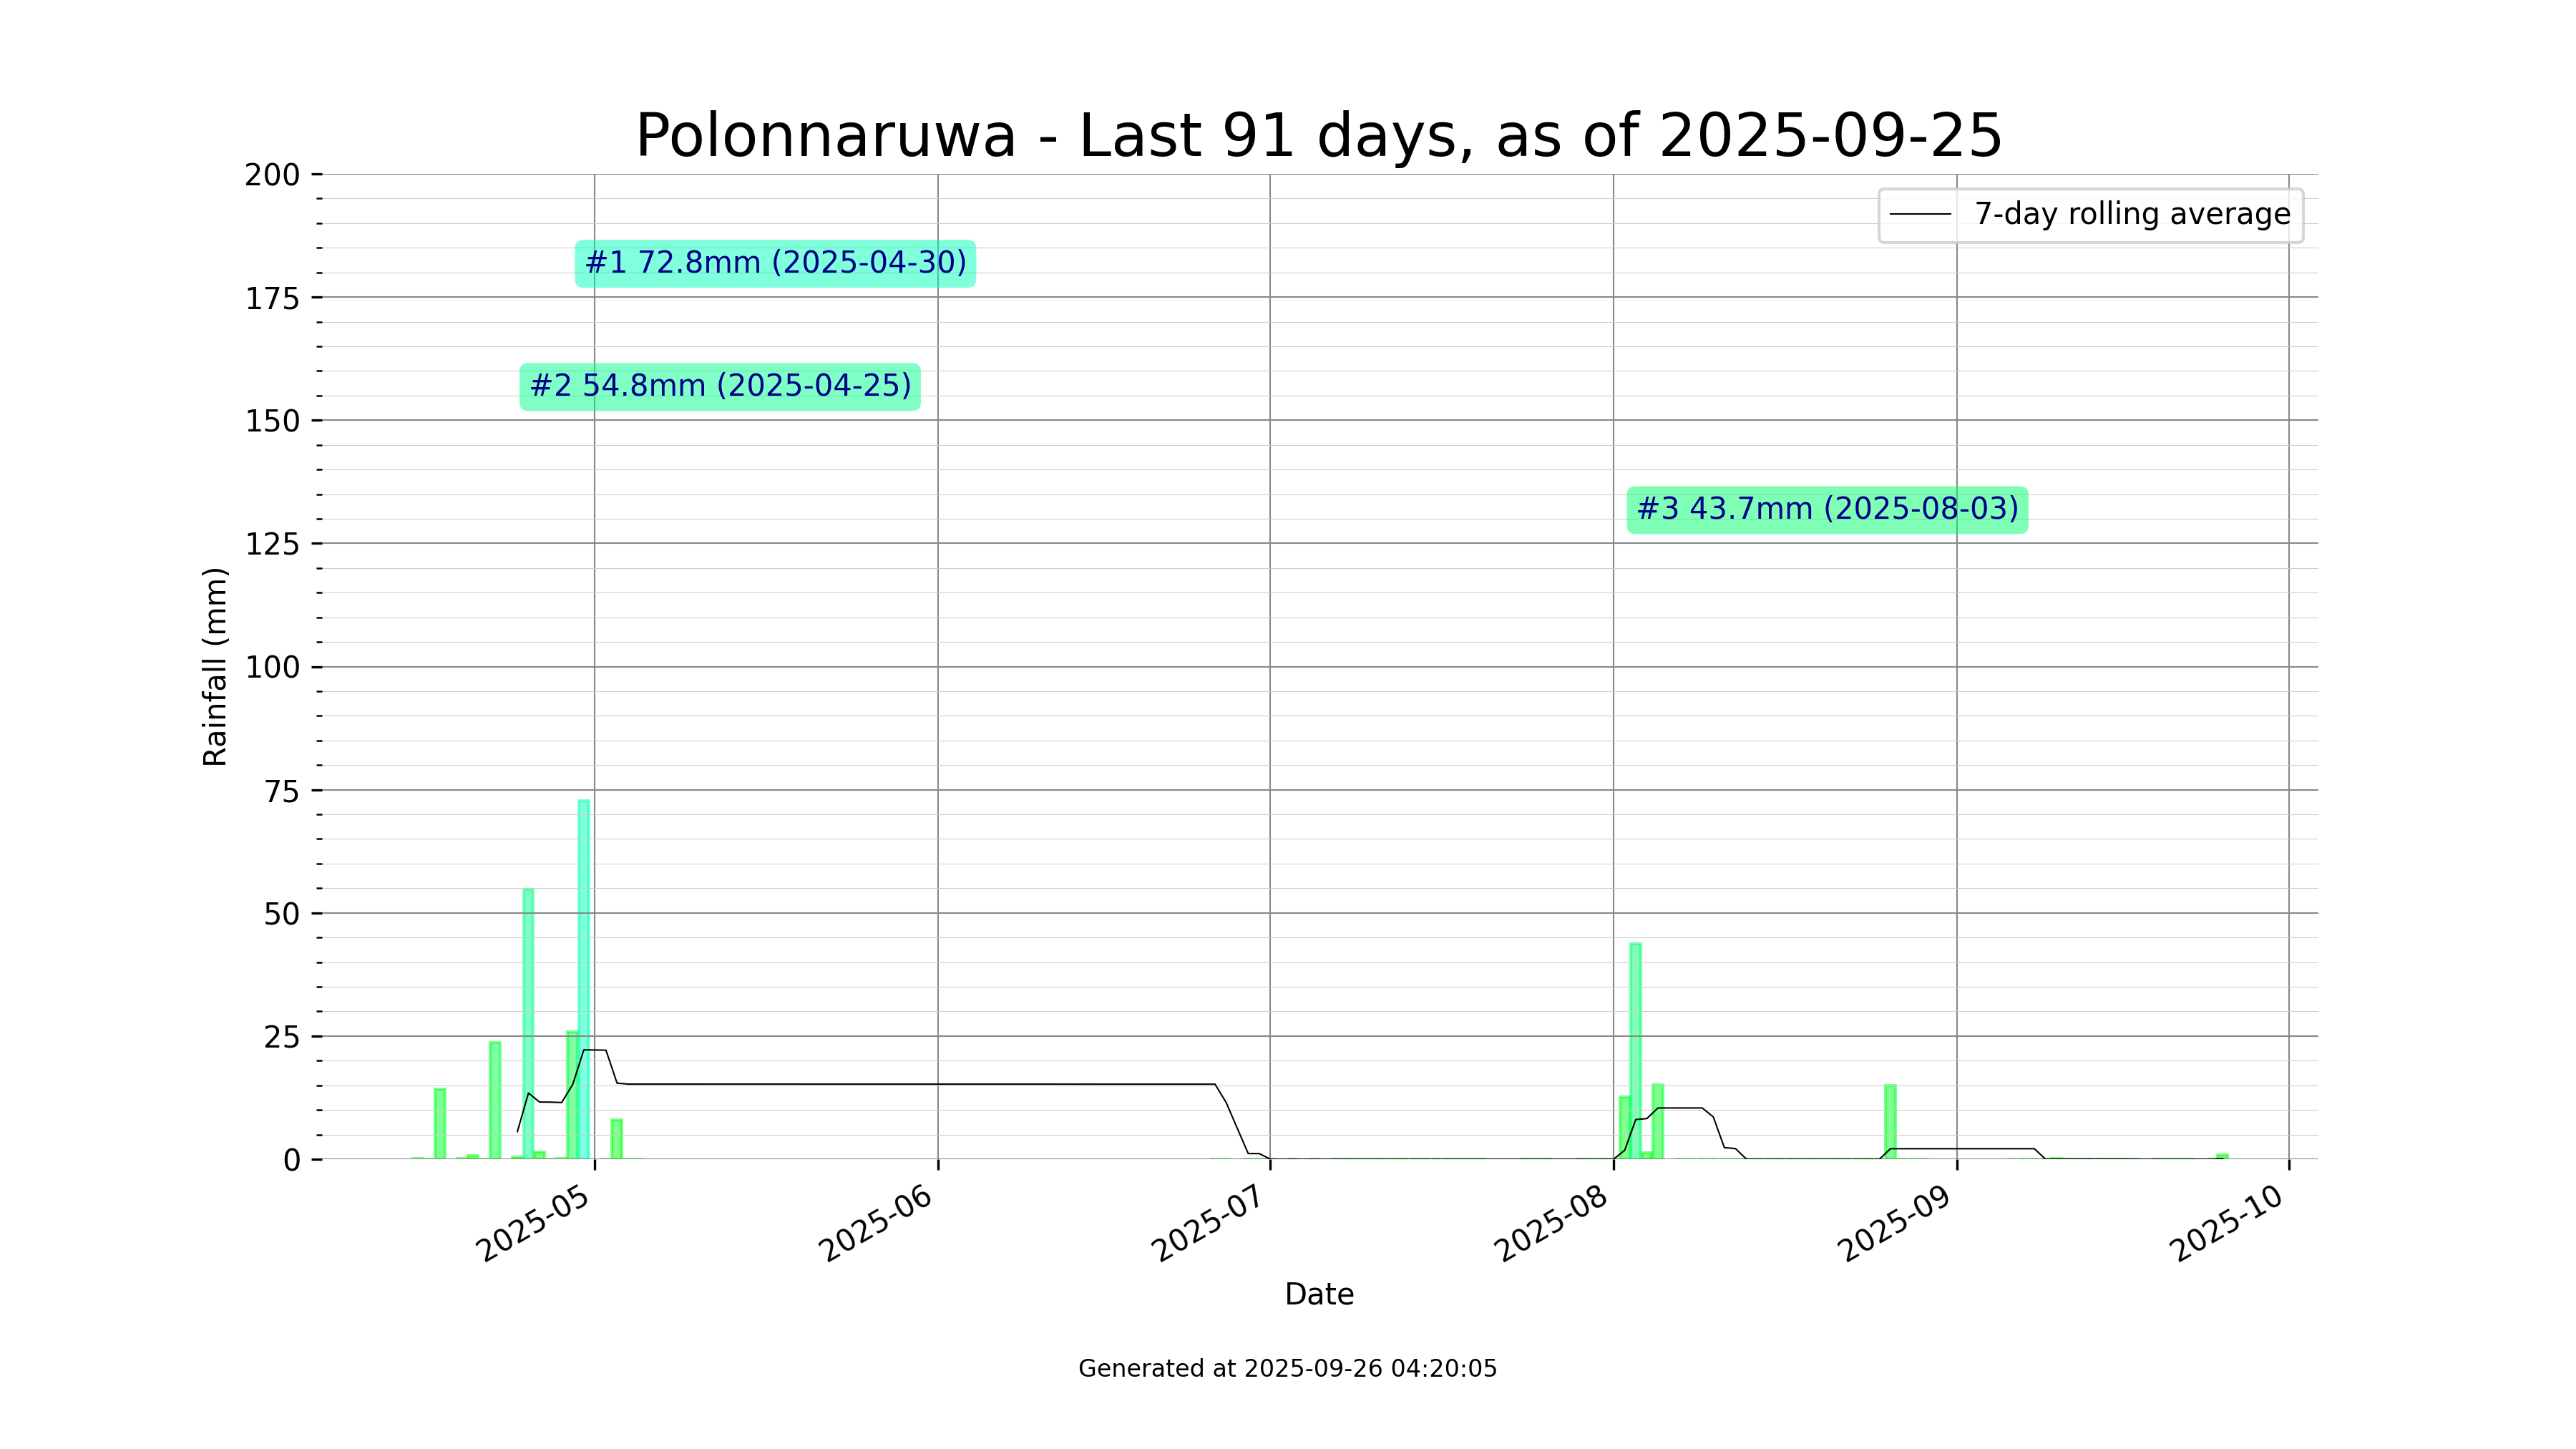 Polonnaruwa - Last 91 days, as of 2025-09-25
200
7-day rolling average
#1 72.8mm (2025-04-30)
175
#2 54.8mm (2025-04-25)
150
#3 43.7mm (2025-08-03)
125
Rainfall (mm)
100
75
50
25
0
2025-05
2025-06
2025-07
2025-08
2025-09
2025-10
Date
Generated at 2025-09-26 04:20:05